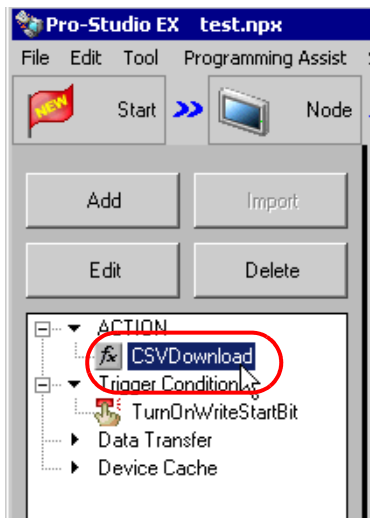 Pro-Studio EX test.npx
File Edit Tool Programming Assist
NEW Start Node
Add Import
Edit Delete
ACTION
fx CSVDownload
Trigger Condition
TurnOnWriteStartBit
Data Transfer
Device Cache